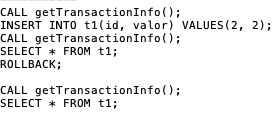 CALL getTransactionInfo();
INSERT INTO t1(id, valor) VALUES(2, 2);
CALL getTransactionInfo();
SELECT * FROM t1;
ROLLBACK;

CALL getTransactionInfo();
SELECT * FROM t1;